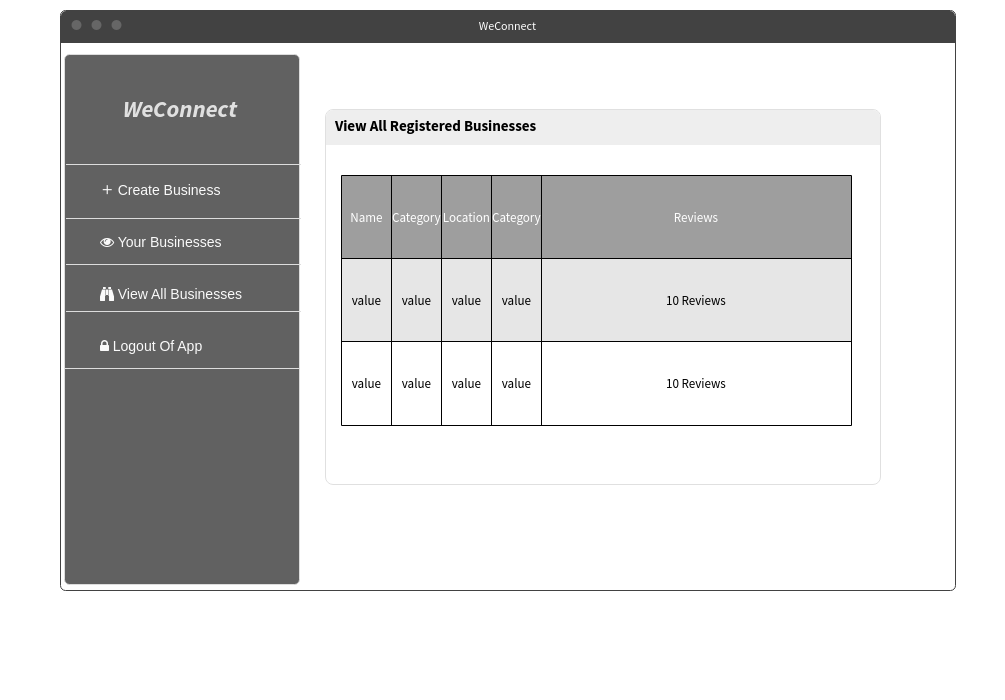 WeConnect
WeConnect
Create Business
Your Businesses
View All Businesses
Logout Of App
View All Registered Businesses
Name Category Location Category Reviews
value value value value 10 Reviews
value value value value 10 Reviews